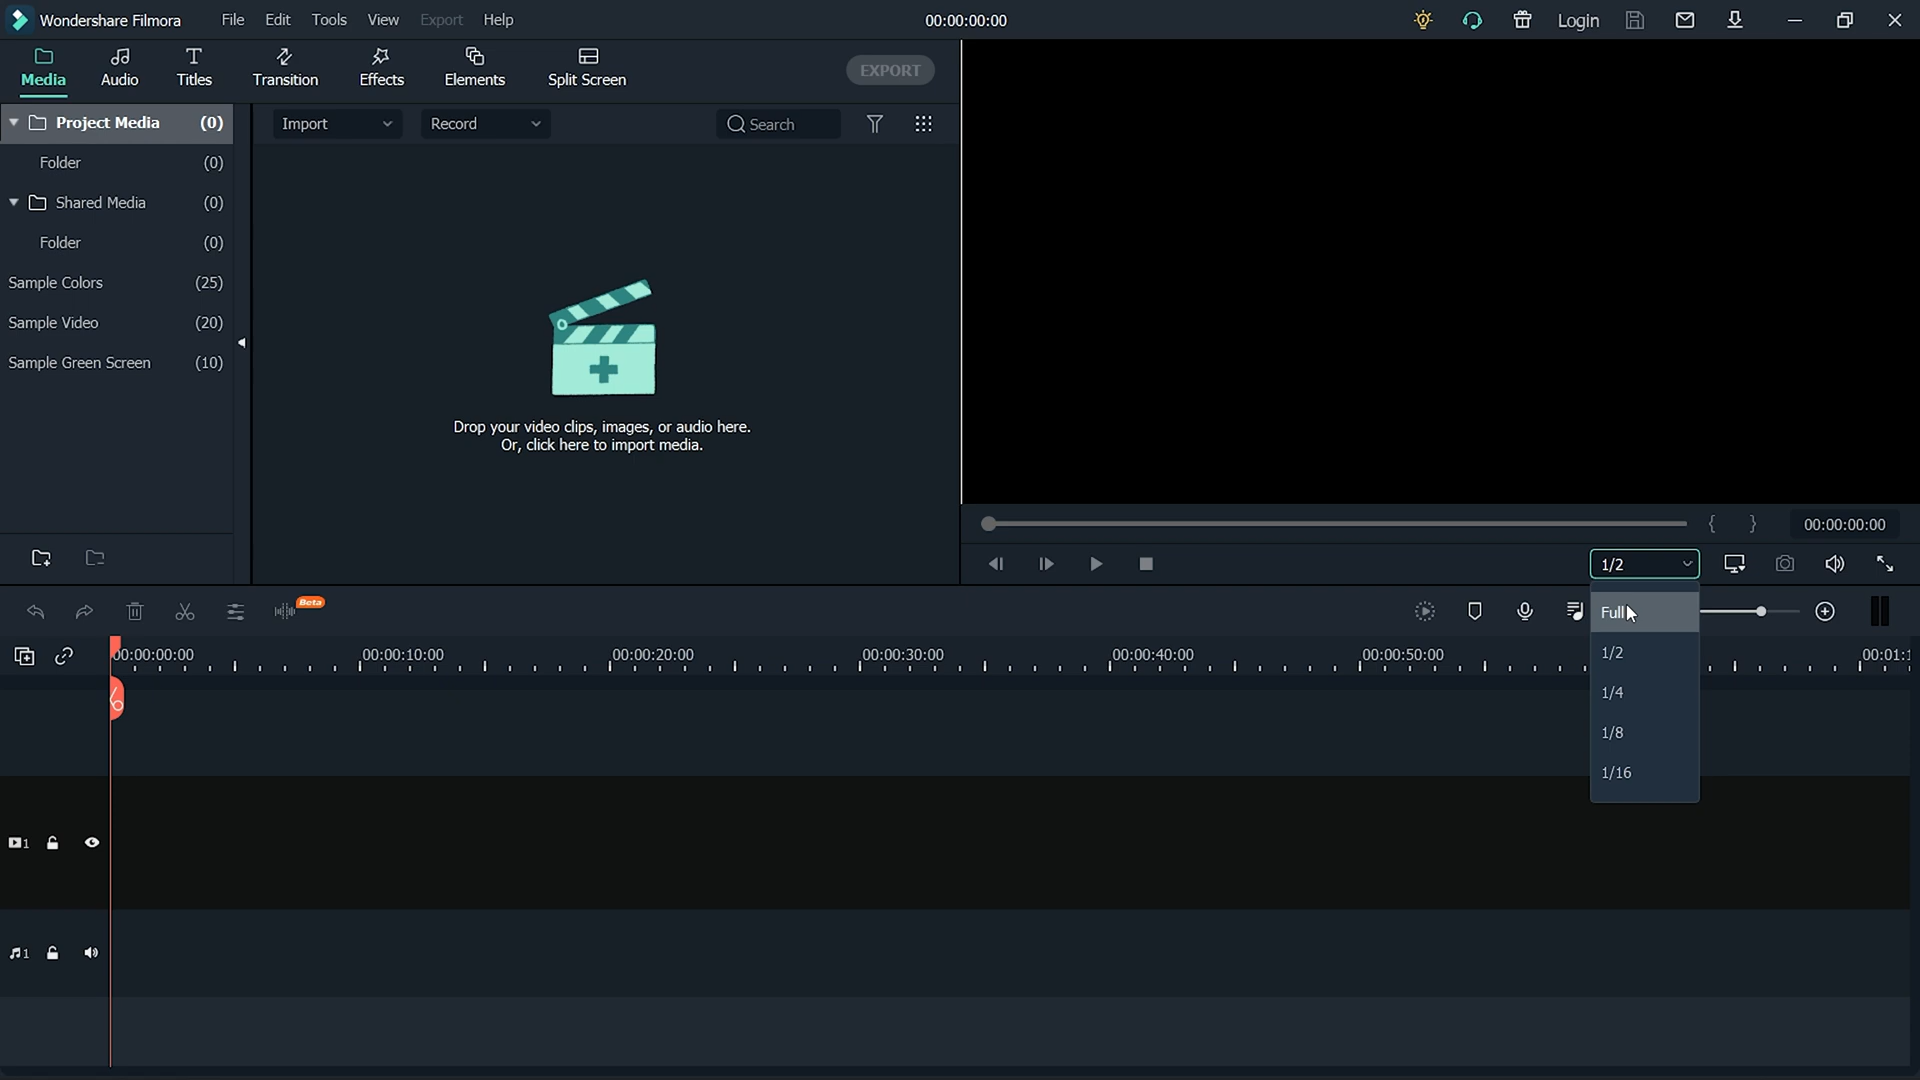 Wondershare Filmora File Edit Tools View Export Help 00:00:00:00 Login
Media Audio Titles Transition Effects Elements Split Screen EXPORT
Project Media (0)
Folder (0)
Shared Media (0)
Folder (0)
Sample Colors (25)
Sample Video (20)
Sample Green Screen (10)
Import Record Search
Drop your video clips, images, or audio here.
Or, click here to import media.
{ } 00:00:00:00
1/2
Full
1/2
1/4
1/8
1/16
Beta
00:00:00:00 00:00:10:00 00:00:20:00 00:00:30:00 00:00:40:00 00:00:50:00 00:01:1
1
1